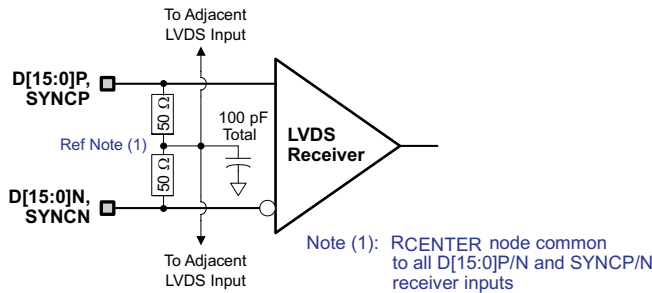 To Adjacent
LVDS Input
D[15:0]P,
SYNCP
50 Ω
100 pF
Total
LVDS
Receiver
Ref Note (1)
50 Ω
D[15:0]N,
SYNCN
To Adjacent
LVDS Input
Note (1): RCENTER node common
to all D[15:0]P/N and SYNCP/N
receiver inputs